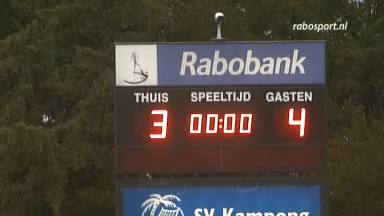 rabosport.nl
Rabobank
THUIS SPEELTIJD GASTEN
3 00:00 4
SV Kampong